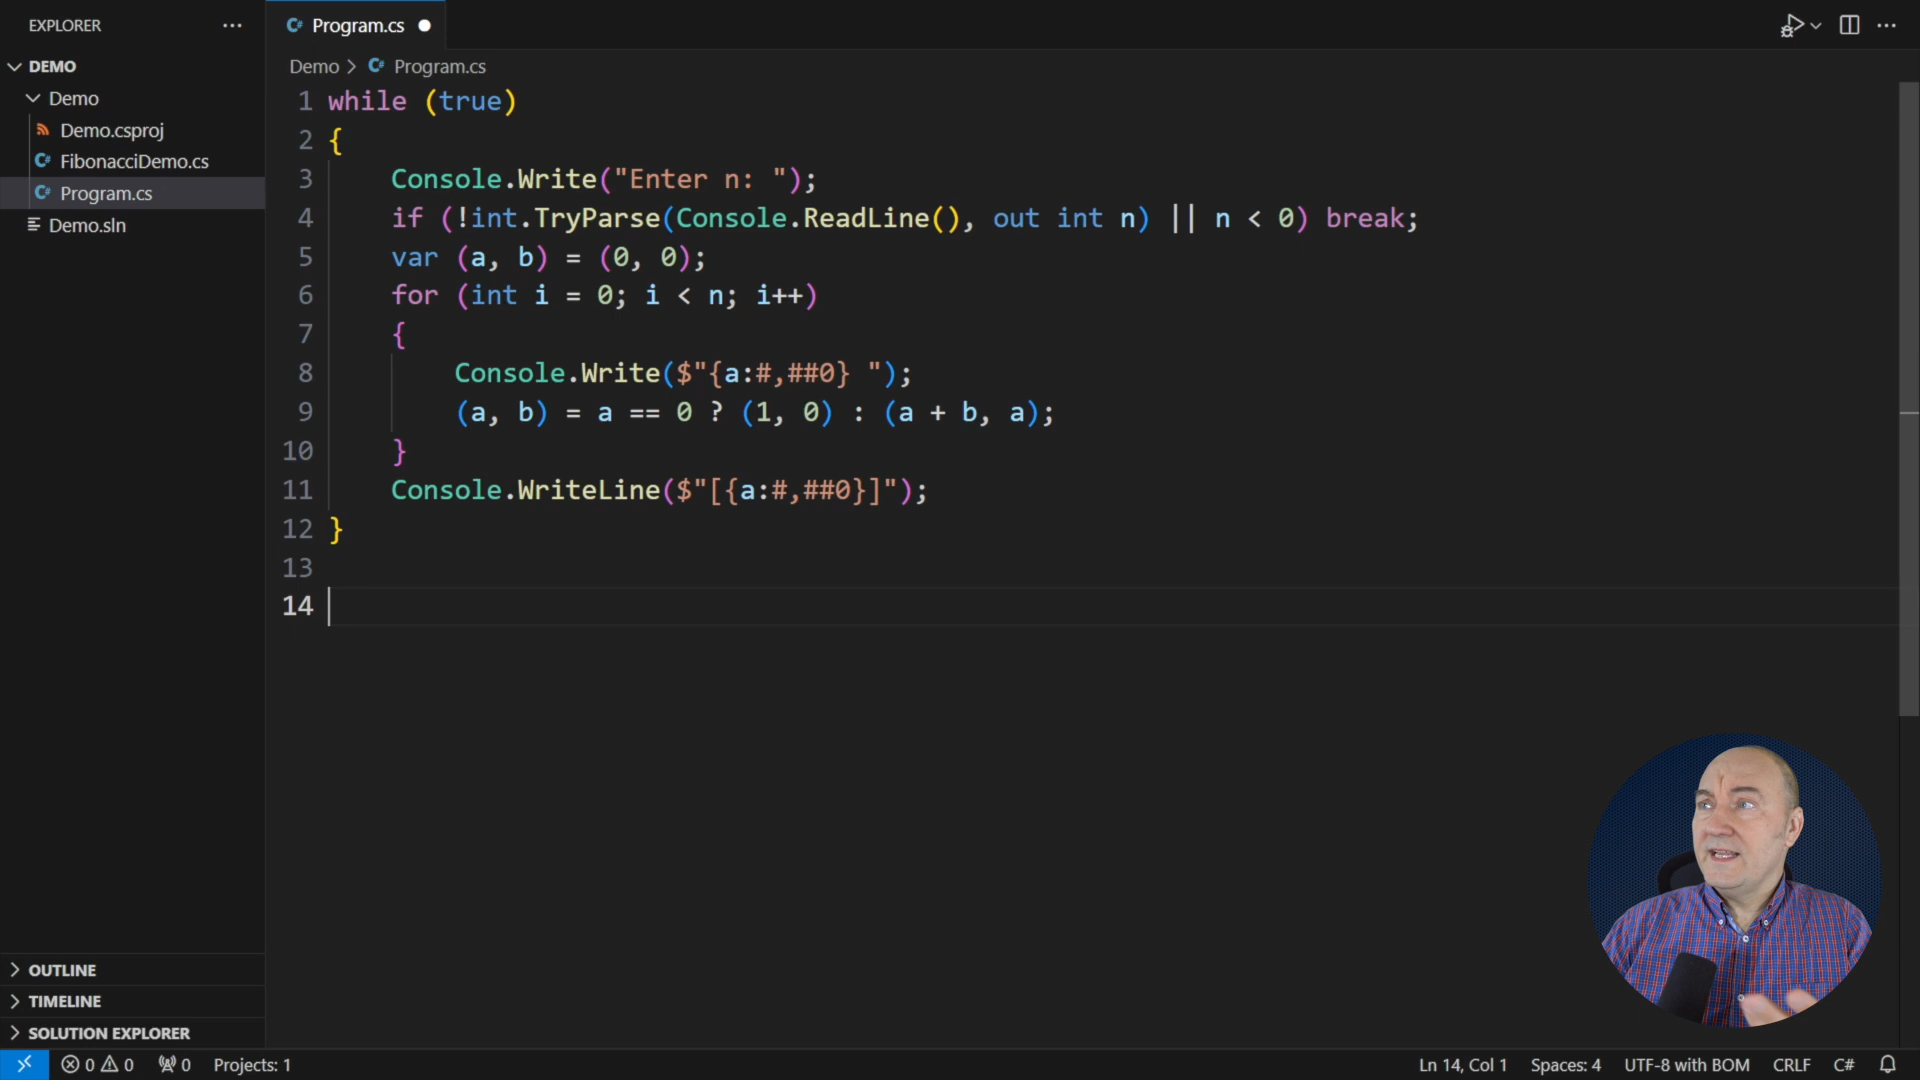 EXPLORER
DEMO
Demo
Demo.csproj
FibonacciDemo.cs
Program.cs
Demo.sln
OUTLINE
TIMELINE
SOLUTION EXPLORER
Program.cs
Demo > Program.cs
1 while (true)
2 {
3     Console.Write("Enter n: ");
4     if (!int.TryParse(Console.ReadLine(), out int n) || n < 0) break;
5     var (a, b) = (0, 0);
6     for (int i = 0; i < n; i++)
7     {
8         Console.Write($"{a:#,##0} ");
9         (a, b) = a == 0 ? (1, 0) : (a + b, a);
10     }
11     Console.WriteLine($"[{a:#,##0}]");
12 }
13
14
0 0 0 Projects: 1 Ln 14, Col 1 Spaces: 4 UTF-8 with BOM CRLF C#